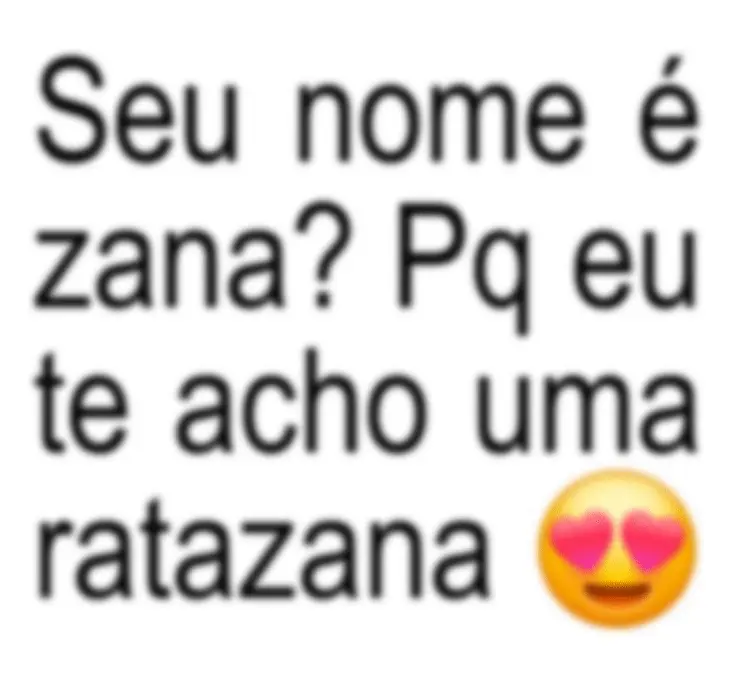 Seu nome é
zana? Pq eu
te acho uma
ratazana 😍